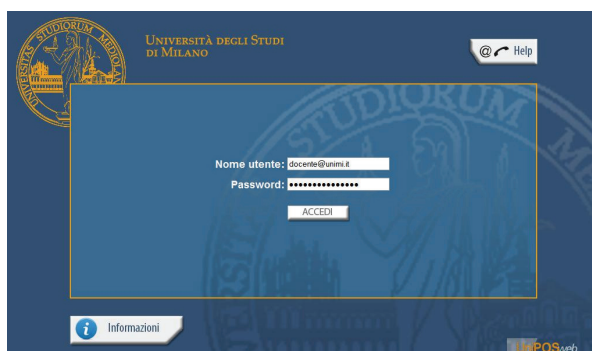 UNIVERSITÀ DEGLI STUDI
DI MILANO
@ Help
Nome utente: docente@unimi.it
Password: •••••••••••••••
ACCEDI
i Informazioni